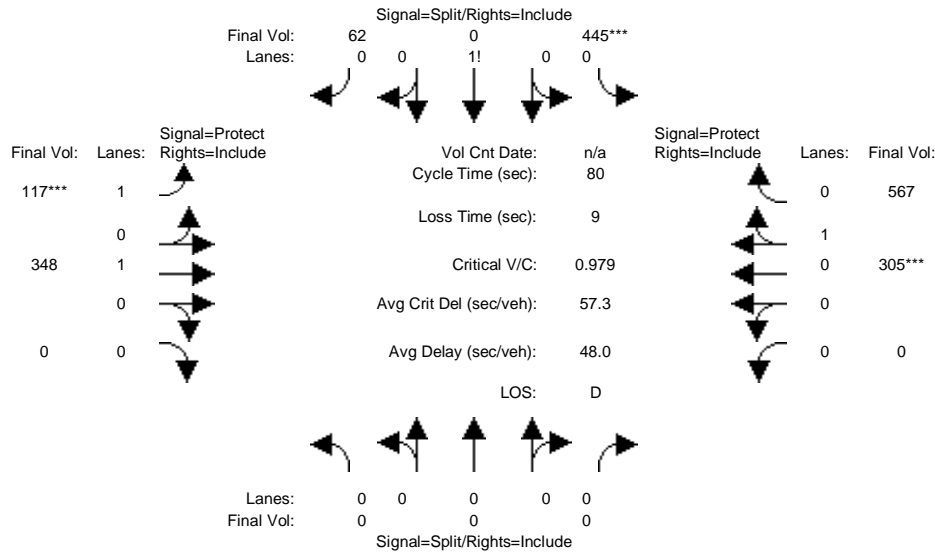 Signal=Split/Rights=Include
Final Vol: 62 0 445***
Lanes: 0 0 1! 0 0
Signal=Protect Signal=Protect
Final Vol: Lanes: Rights=Include Vol Cnt Date: n/a Rights=Include Lanes: Final Vol:
Cycle Time (sec): 80
117*** 1 0 567
Loss Time (sec): 9
0 1
348 1 Critical V/C: 0.979 0 305***
0 Avg Crit Del (sec/veh): 57.3 0
0 0 Avg Delay (sec/veh): 48.0 0 0
LOS: D
Lanes: 0 0 0 0 0
Final Vol: 0 0 0
Signal=Split/Rights=Include